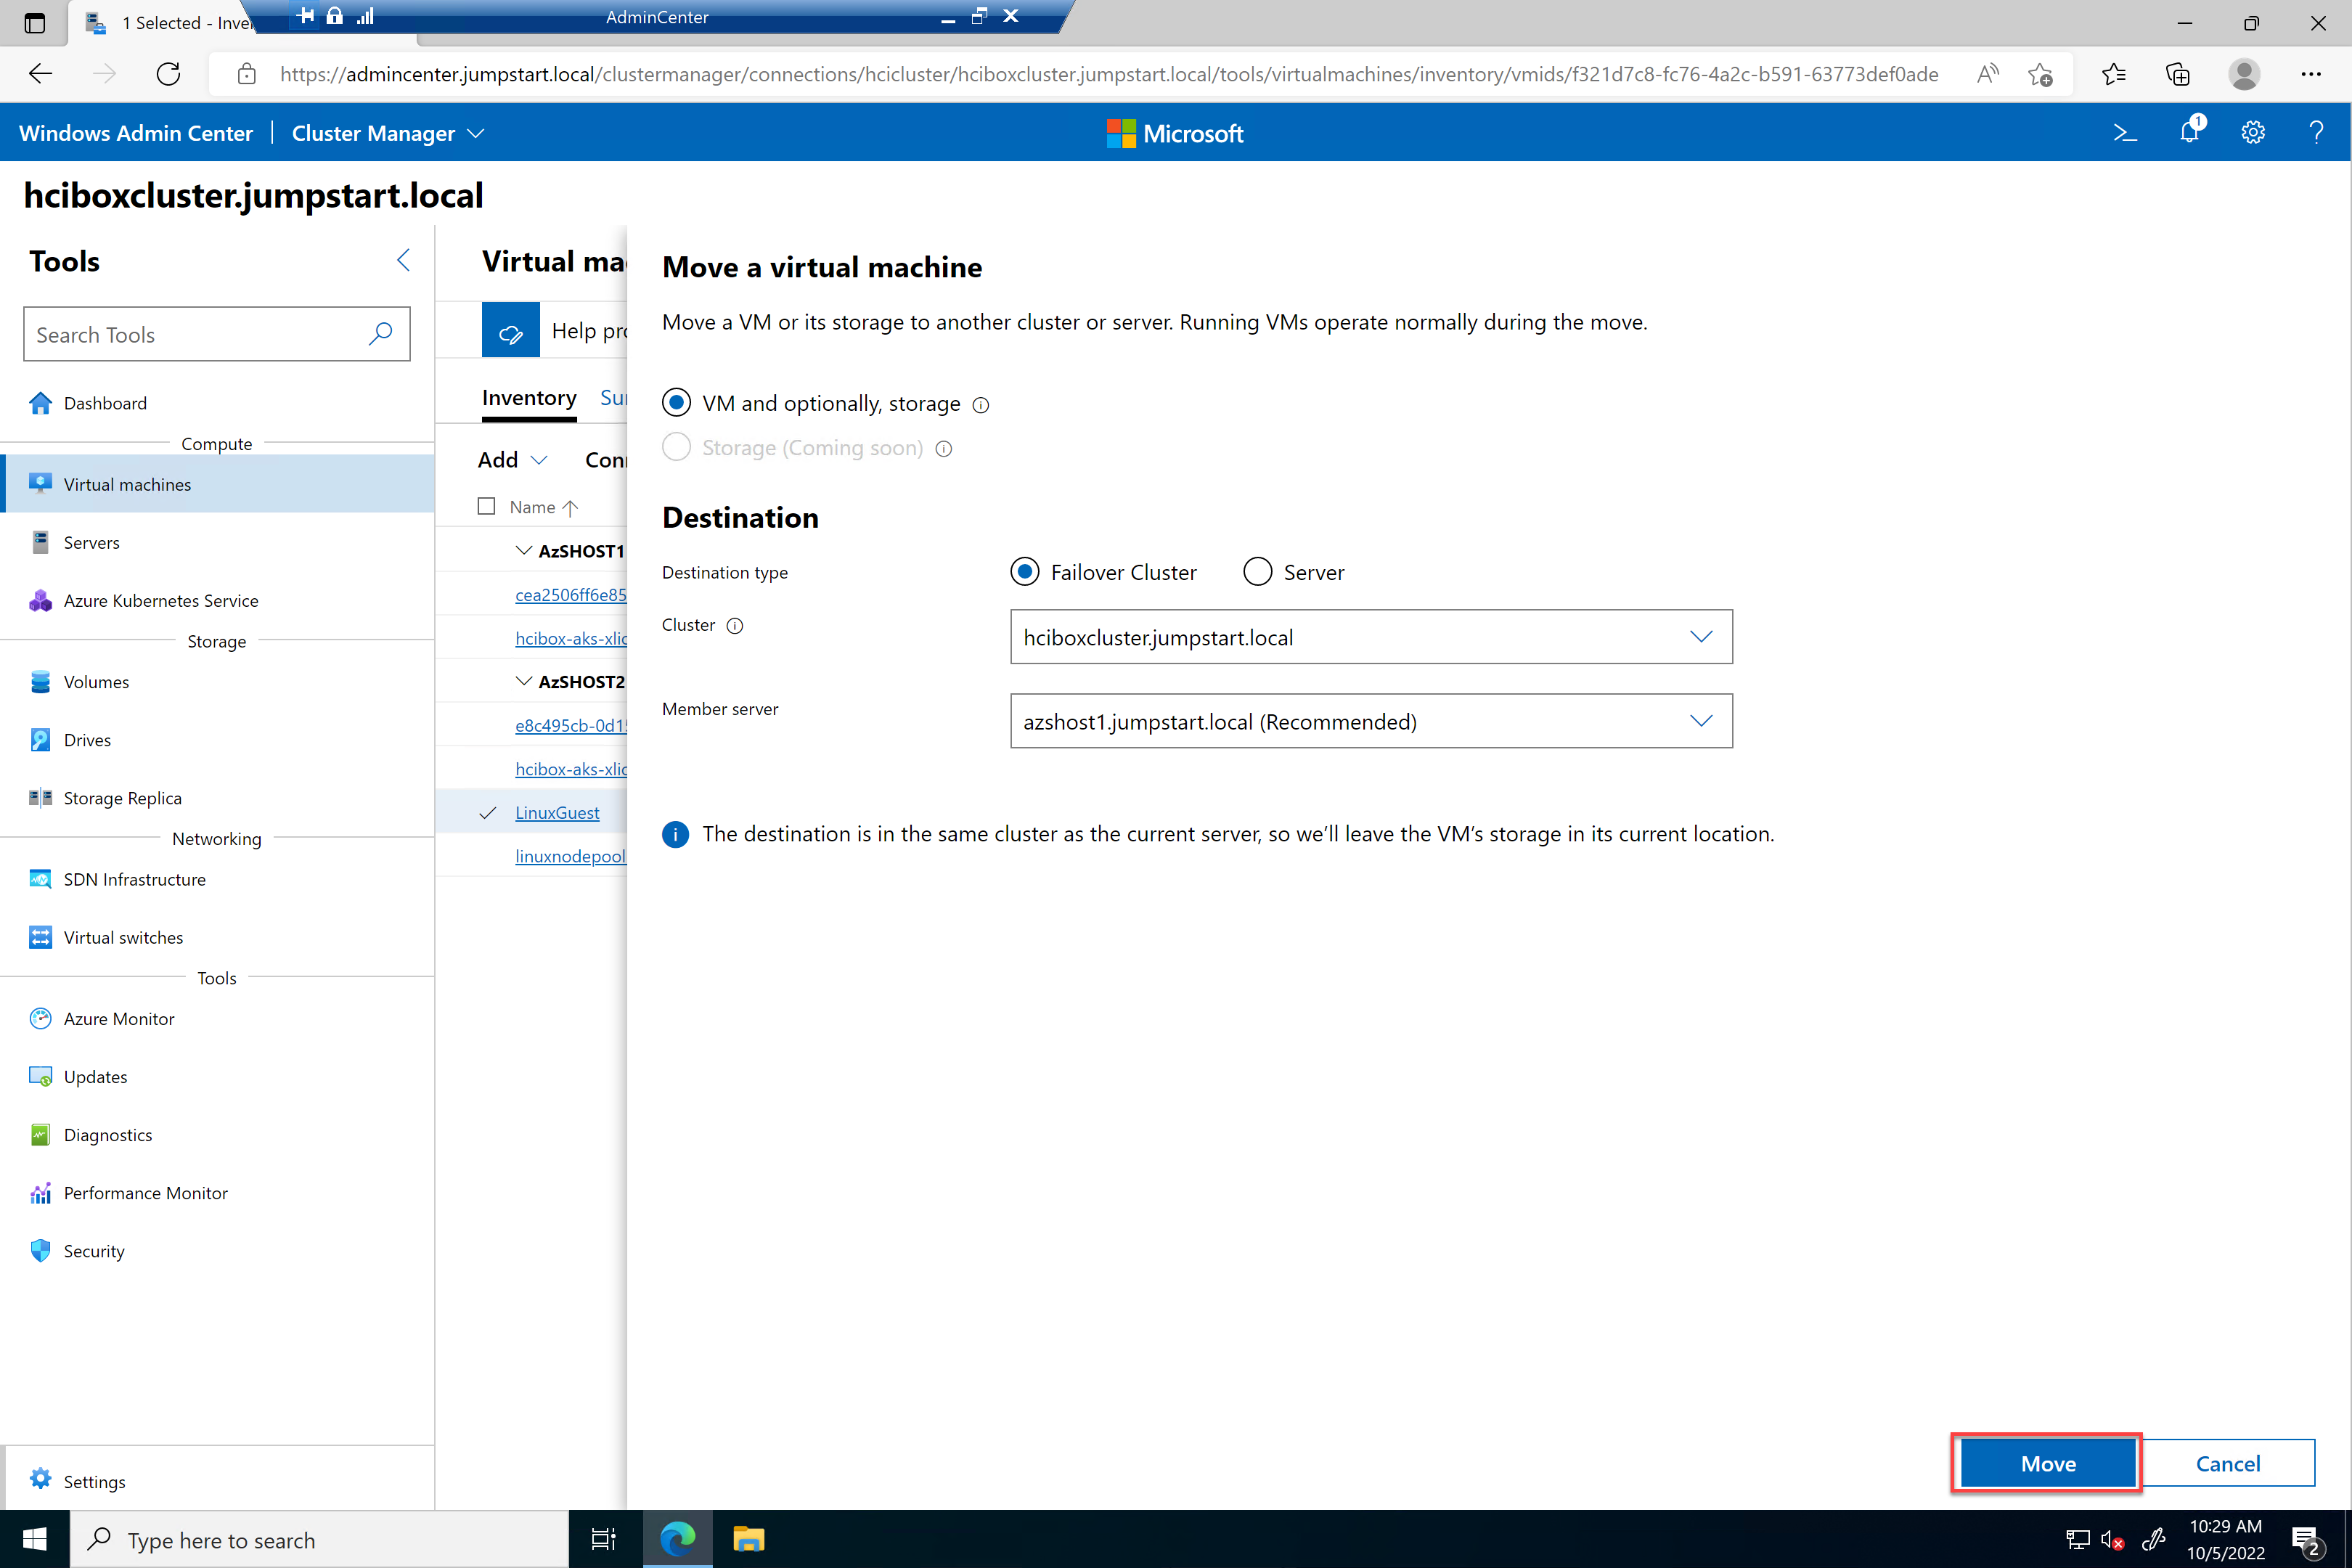 1 Selected - Inve
AdminCenter
https://admincenter.jumpstart.local/clustermanager/connections/hcicluster/hciboxcluster.jumpstart.local/tools/virtualmachines/inventory/vmids/f321d7c8-fc76-4a2c-b591-63773def0ade
Windows Admin Center | Cluster Manager
Microsoft
1
hciboxcluster.jumpstart.local
Tools
Search Tools
Dashboard
Compute
Virtual machines
Servers
Azure Kubernetes Service
Storage
Volumes
Drives
Storage Replica
Networking
SDN Infrastructure
Virtual switches
Tools
Azure Monitor
Updates
Diagnostics
Performance Monitor
Security
Settings
Virtual ma
Help pro
Inventory Su
Add Con
Name
AzSHOST1
cea2506ff6e85
hcibox-aks-xlic
AzSHOST2
e8c495cb-0d15
hcibox-aks-xlic
LinuxGuest
linuxnodepool
Move a virtual machine
Move a VM or its storage to another cluster or server. Running VMs operate normally during the move.
VM and optionally, storage
Storage (Coming soon)
Destination
Destination type Failover Cluster Server
Cluster hciboxcluster.jumpstart.local
Member server azshost1.jumpstart.local (Recommended)
The destination is in the same cluster as the current server, so we'll leave the VM's storage in its current location.
Move Cancel
Type here to search
10:29 AM
10/5/2022
2